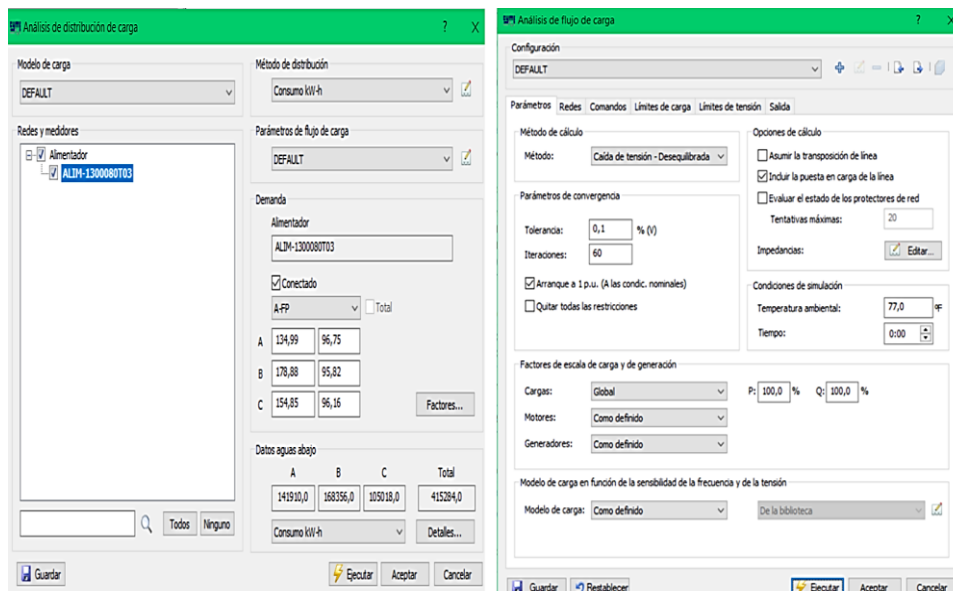 Análisis de distribución de carga
Modelo de carga
DEFAULT
Redes y medidores
Alimentador
ALIM-1300080T03
Todos
Ninguno
Guardar
Método de distribución
Consumo kW-h
Parámetros de flujo de carga
DEFAULT
Demanda
Alimentador
ALIM-1300080T03
Conectado
A-FP
Total
A 134,99 96,75
B 178,88 95,82
C 154,85 96,16
Factores...
Datos aguas abajo
A B C Total
141910,0 168356,0 105018,0 415284,0
Consumo kW-h
Detalles...
Ejecutar Aceptar Cancelar
Análisis de flujo de carga
Configuración
DEFAULT
Parámetros Redes Comandos Límites de carga Límites de tensión Salida
Método de cálculo
Método: Caída de tensión - Desequilibrada
Parámetros de convergencia
Tolerancia: 0,1 % (V)
Iteraciones: 60
Arranque a 1 p.u. (A las condic. nominales)
Quitar todas las restricciones
Opciones de cálculo
Asumir la transposición de línea
Incluir la puesta en carga de la línea
Evaluar el estado de los protectores de red
Tentativas máximas: 20
Impedancias: Editar...
Condiciones de simulación
Temperatura ambiental: 77,0 °F
Tiempo: 0:00
Factores de escala de carga y de generación
Cargas: Global P: 100,0 % Q: 100,0 %
Motores: Como definido
Generadores: Como definido
Modelo de carga en función de la sensibilidad de la frecuencia y de la tensión
Modelo de carga: Como definido De la biblioteca
Guardar Restablecer Ejecutar Aceptar Cancelar